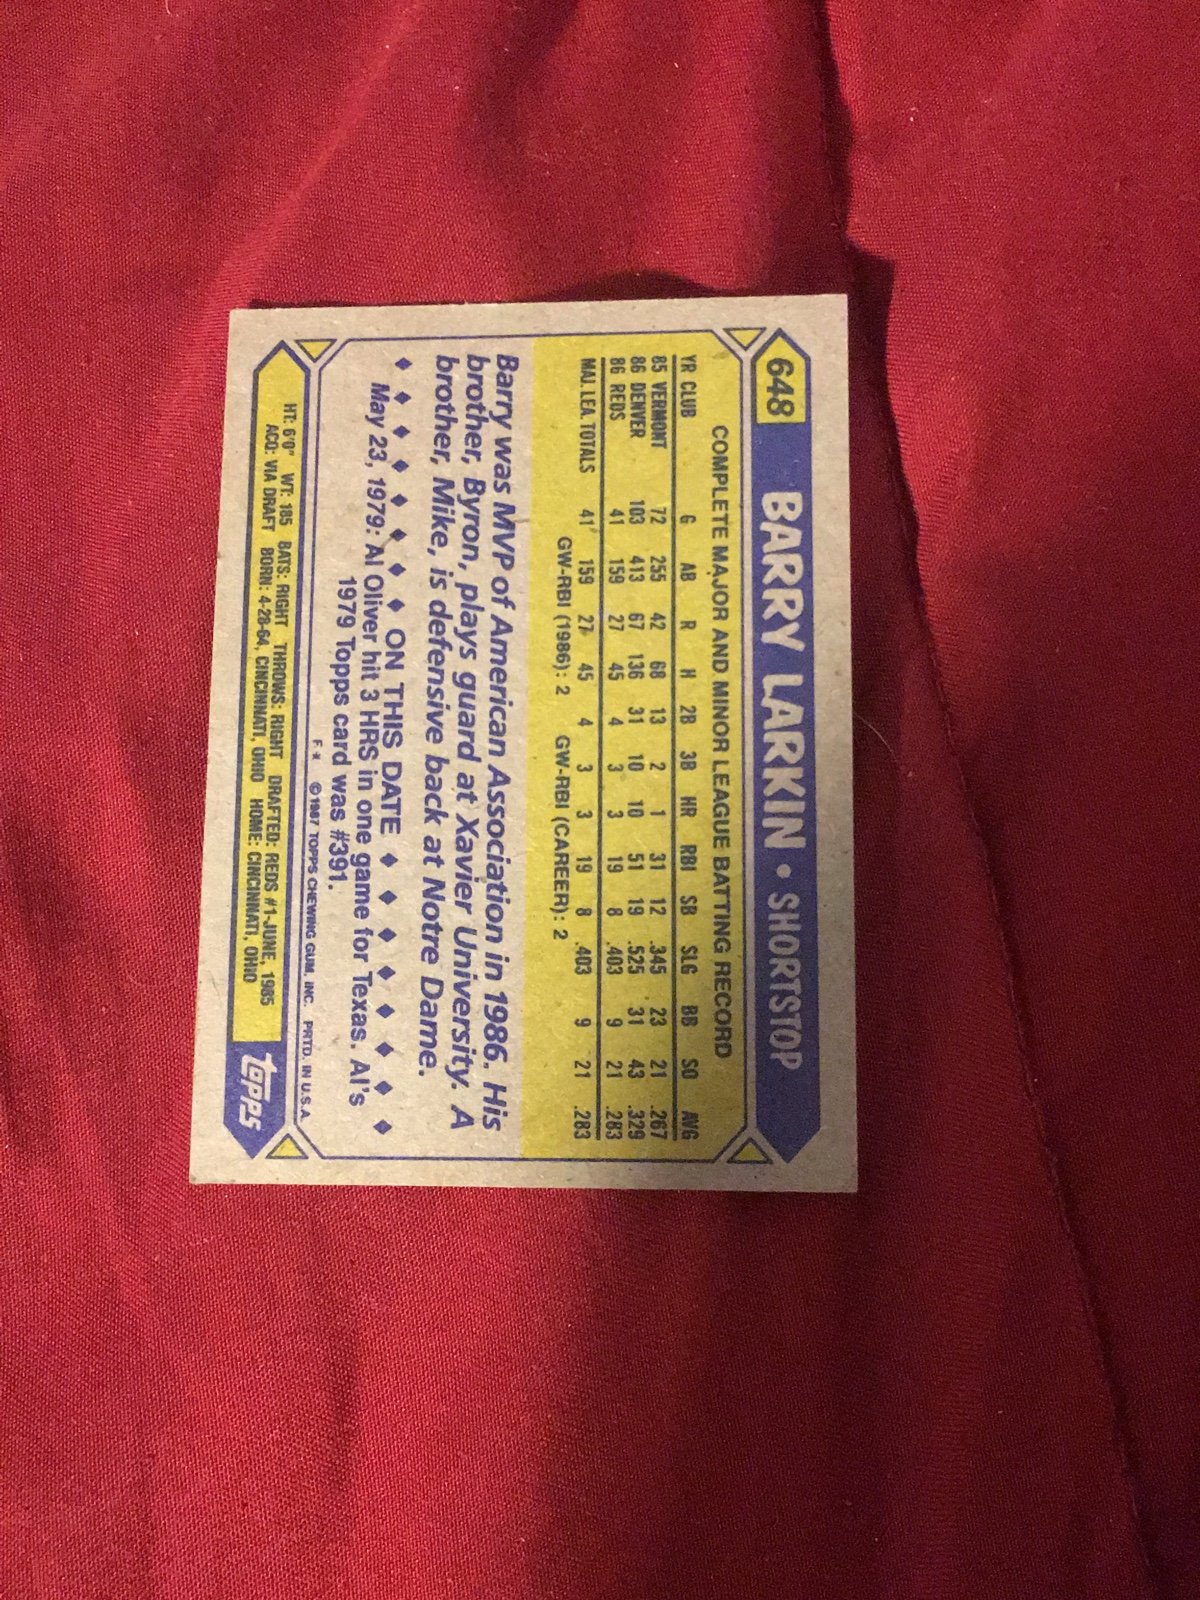 648 BARRY LARKIN • SHORTSTOP
COMPLETE MAJOR AND MINOR LEAGUE BATTING RECORD
YR CLUB G AB R H 2B 3B HR RBI SB SLG BB SO AVG
85 VERMONT 72 255 42 68 13 2 1 31 12 .345 23 21 .267
86 DENVER 103 413 67 136 31 10 10 51 19 .525 31 43 .329
86 REDS 41 159 27 45 4 3 3 19 8 .403 9 21 .283
MAJ. LEA. TOTALS 41 159 27 45 4 3 3 19 8 .403 9 21 .283
GW-RBI (1986): 2 GW-RBI (CAREER): 2
Barry was MVP of American Association in 1986. His
brother, Byron, plays guard at Xavier University. A
brother, Mike, is defensive back at Notre Dame.
ON THIS DATE
May 23, 1979: Al Oliver hit 3 HRS in one game for Texas. Al's
1979 Topps card was #391.
© 1987 TOPPS CHEWING GUM, INC. PRTD. IN U.S.A.
HT: 6'0" WT: 185 BATS: RIGHT THROWS: RIGHT DRAFTED: REDS #1-JUNE, 1985
ACQ: VIA DRAFT BORN: 4-28-64, CINCINNATI, OHIO HOME: CINCINNATI, OHIO
topps